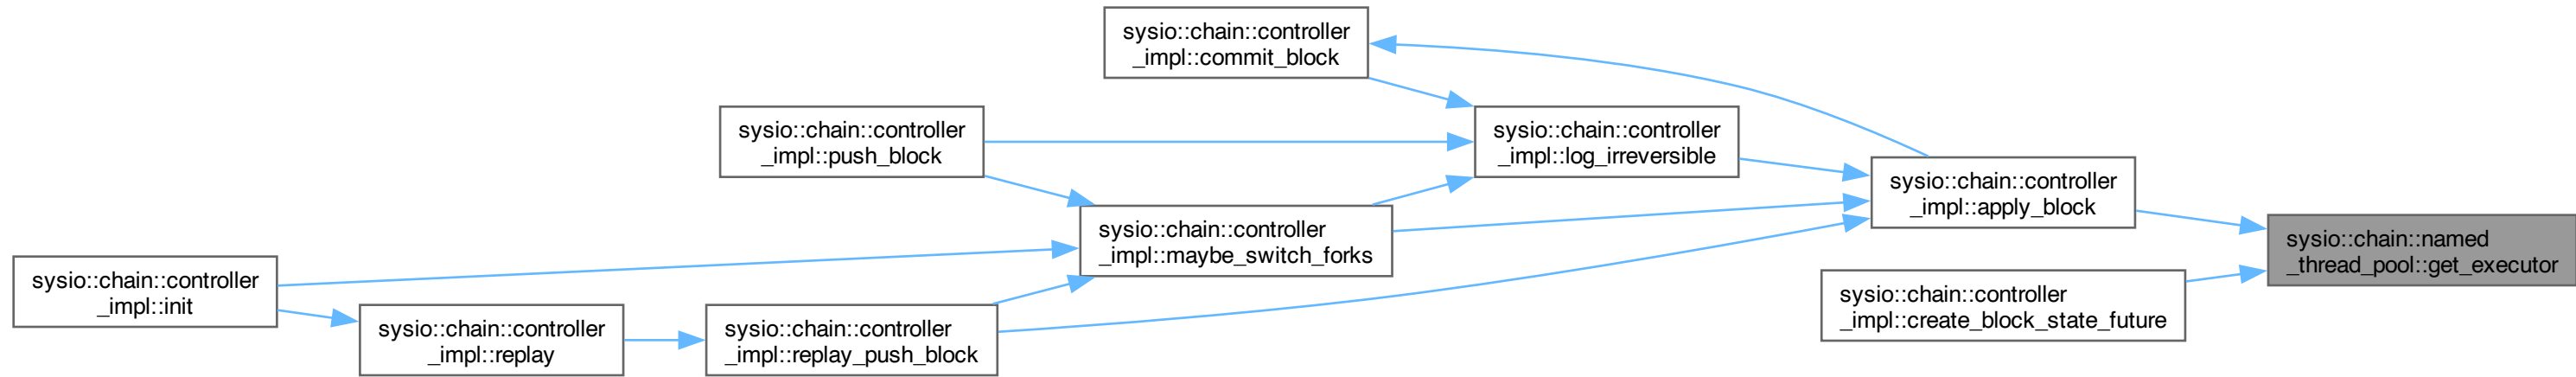 sysio::chain::controller
_impl::commit_block
sysio::chain::controller
_impl::push_block
sysio::chain::controller
_impl::log_irreversible
sysio::chain::controller
_impl::apply_block
sysio::chain::controller
_impl::maybe_switch_forks
sysio::chain::named
_thread_pool::get_executor
sysio::chain::controller
_impl::init
sysio::chain::controller
_impl::create_block_state_future
sysio::chain::controller
_impl::replay
sysio::chain::controller
_impl::replay_push_block